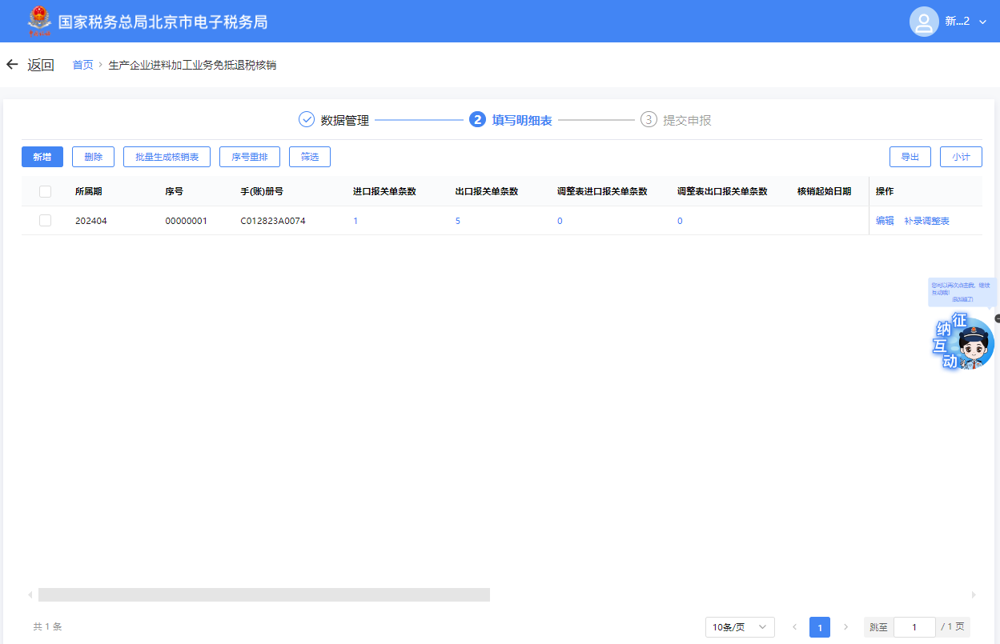 国家税务总局北京市电子税务局
新...2
返回 首页 > 生产企业进料加工业务免抵退税核销
数据管理 2 填写明细表 3 提交申报
新增 删除 批量生成核销表 序号重排 筛选 导出 小计
所属期 序号 手(账)册号 进口报关单条数 出口报关单条数 调整表进口报关单条数 调整表出口报关单条数 核销起始日期 操作
202404 00000001 C012823A0074 1 5 0 0 编辑 补录调整表
您可以再次点击我，继续
互动哦！
征
纳
互
动
共 1 条 10条/页 < 1 > 跳至 1 / 1 页